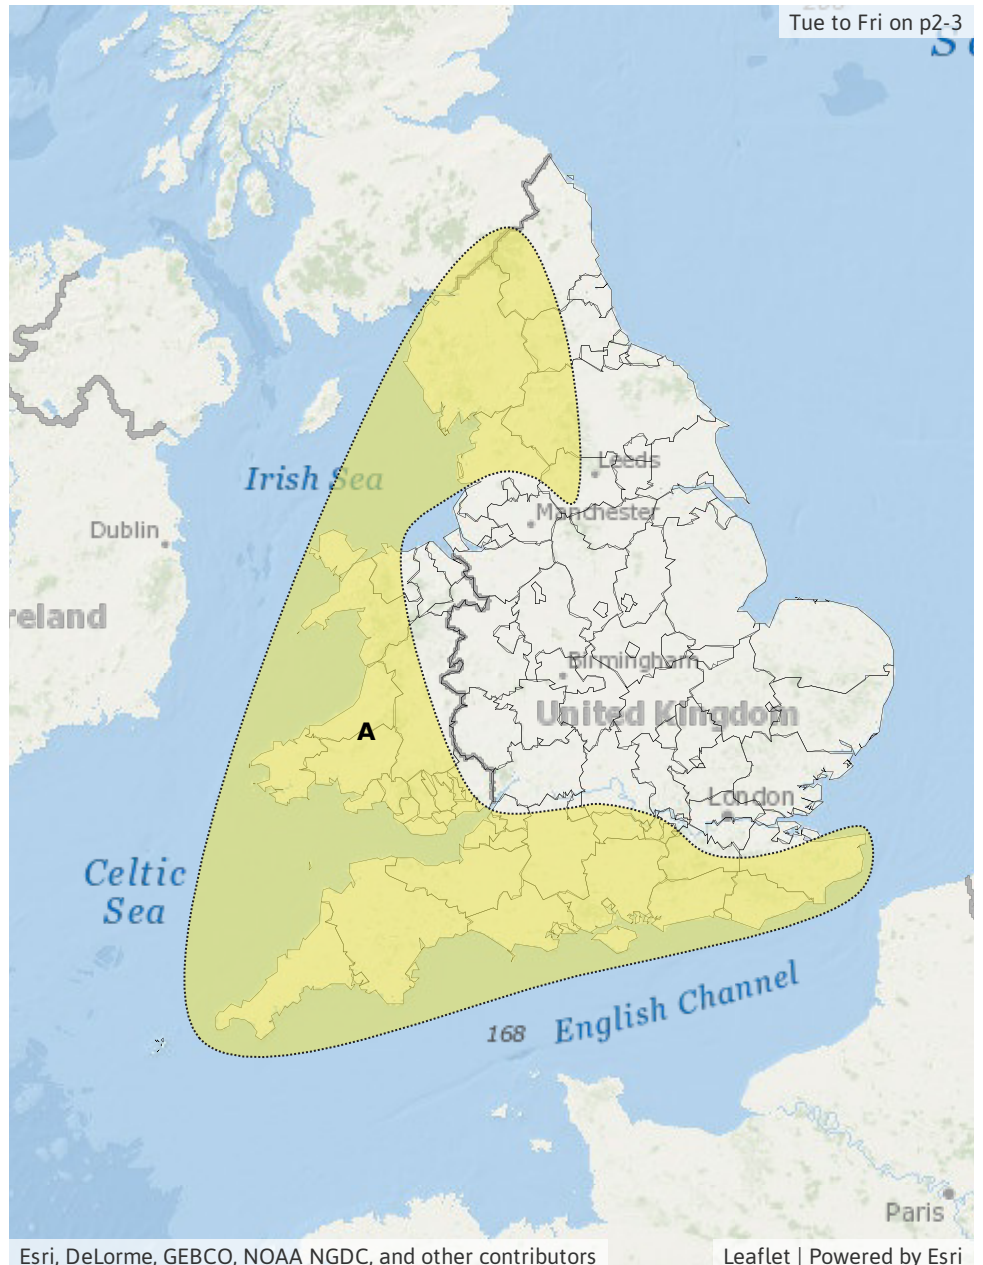 Tue to Fri on p2-3
S
Irish Sea
Leeds
Manchester
Dublin
reland
Birmingham
United Kingdom
A
London
Celtic
Sea
English Channel
168
Paris
Esri, DeLorme, GEBCO, NOAA NGDC, and other contributors
Leaflet | Powered by Esri